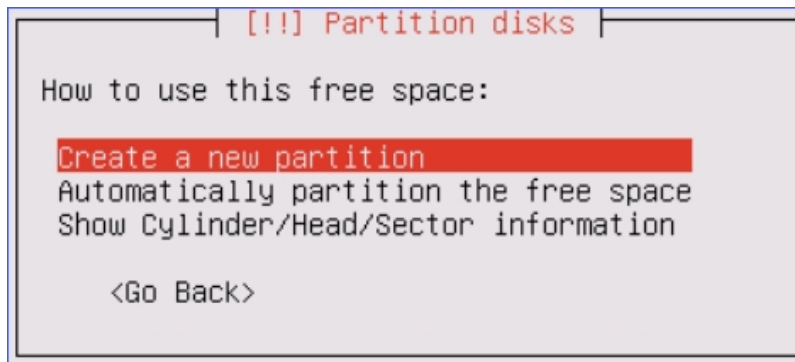 [!!] Partition disks
How to use this free space:
Create a new partition
Automatically partition the free space
Show Cylinder/Head/Sector information
<Go Back>